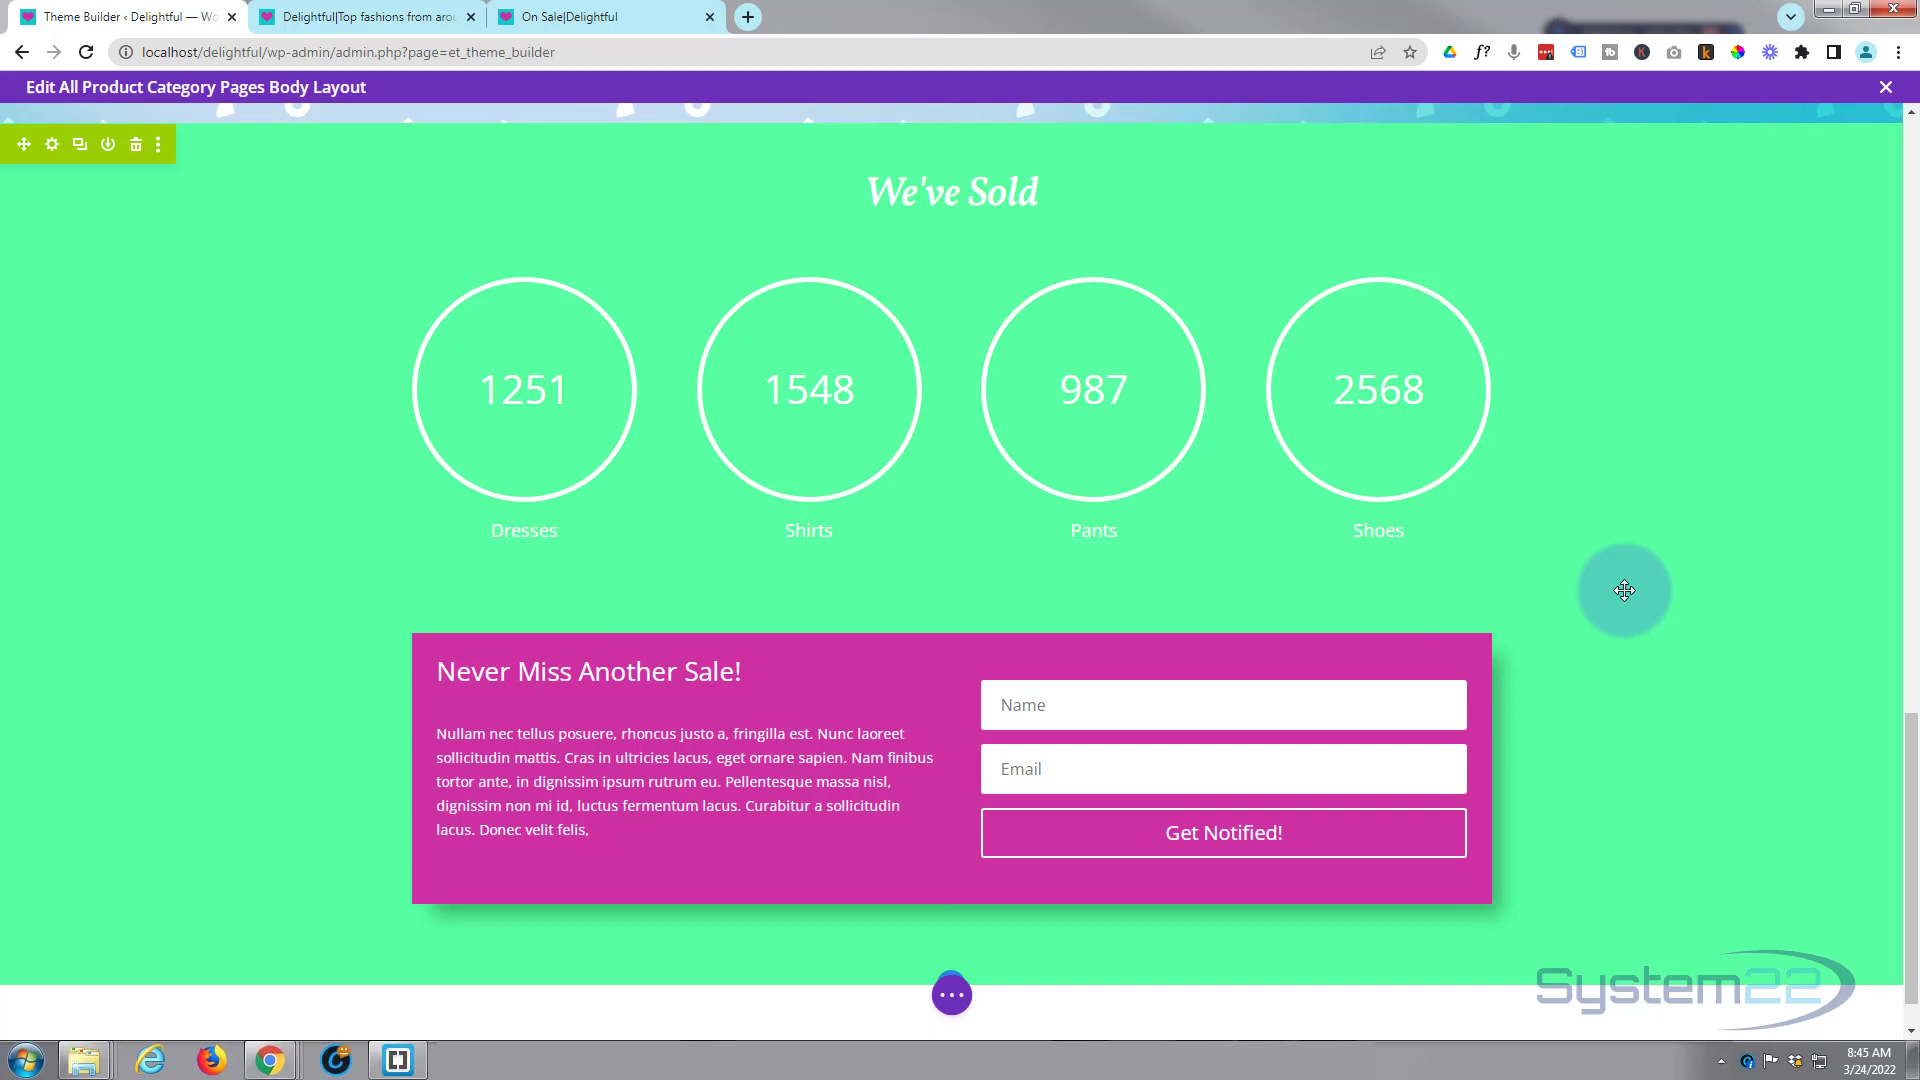 Theme Builder ‹ Delightful — Wo
Delightful|Top fashions from aro
On Sale|Delightful
localhost/delightful/wp-admin/admin.php?page=et_theme_builder
Edit All Product Category Pages Body Layout
We've Sold
1251 1548 987 2568
Dresses Shirts Pants Shoes
Never Miss Another Sale!
Nullam nec tellus posuere, rhoncus justo a, fringilla est. Nunc laoreet
sollicitudin mattis. Cras in ultricies lacus, eget ornare sapien. Nam finibus
tortor ante, in dignissim ipsum rutrum eu. Pellentesque massa nisl,
dignissim non mi id, luctus fermentum lacus. Curabitur a sollicitudin
lacus. Donec velit felis,
Name
Email
Get Notified!
System22
8:45 AM
3/24/2022